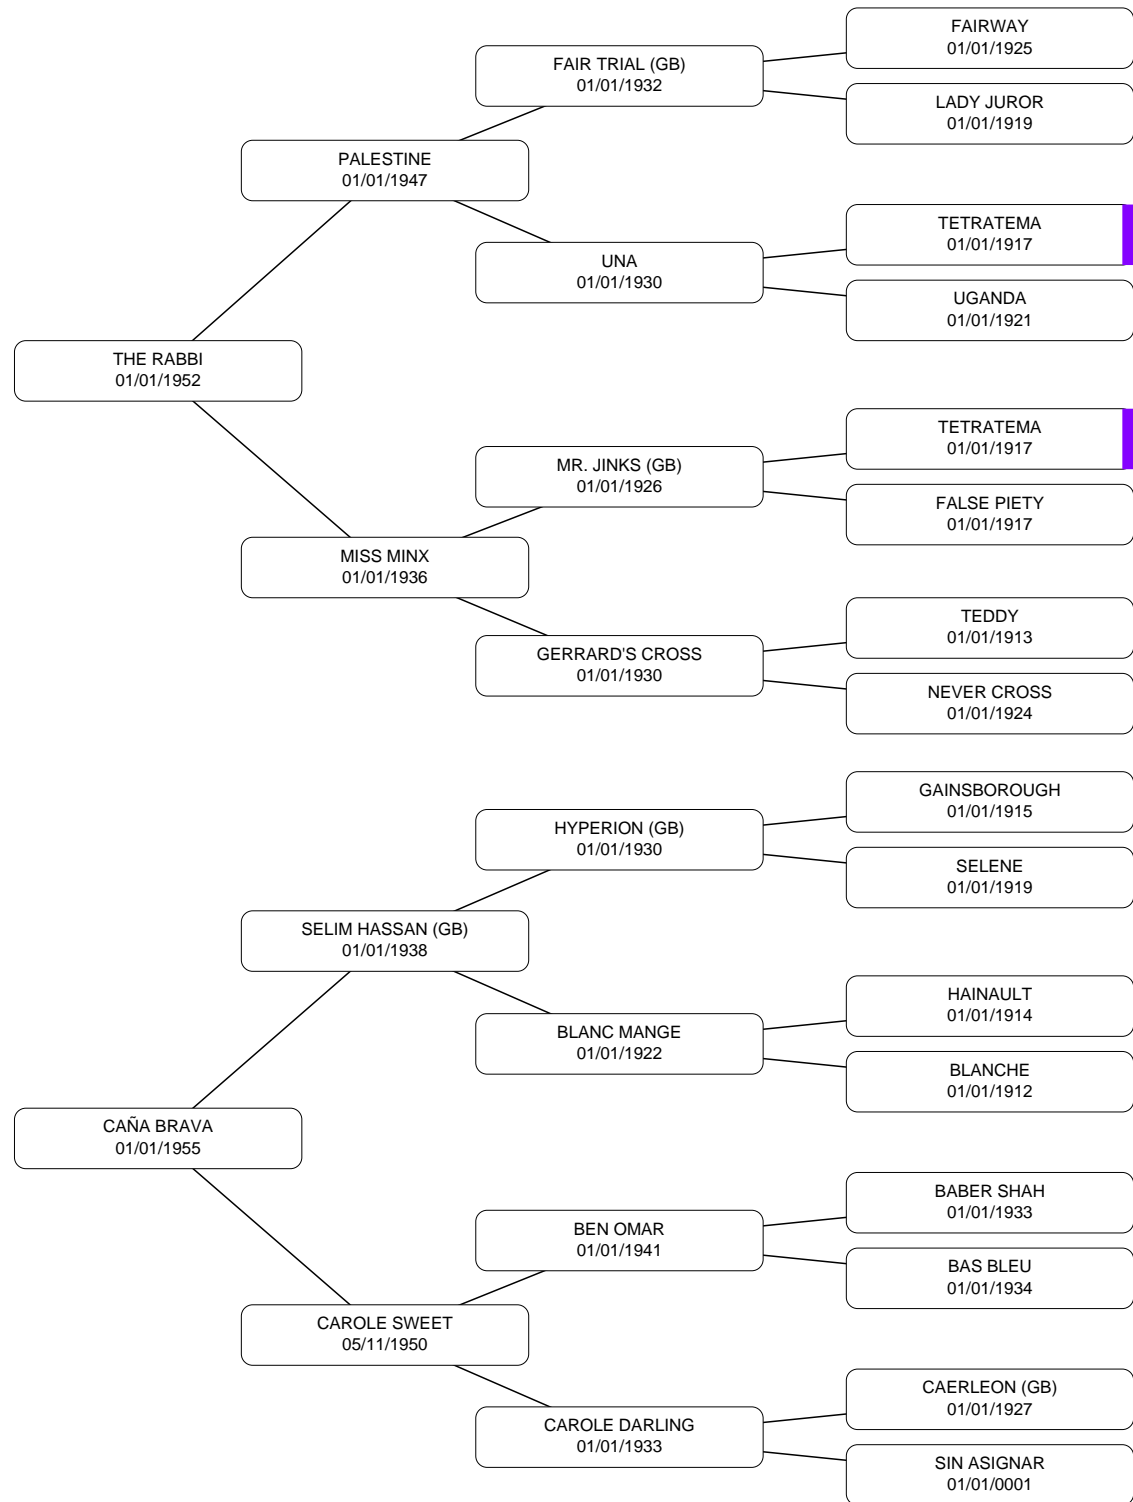 FAIRWAY
01/01/1925
FAIR TRIAL (GB)
01/01/1932
LADY JUROR
01/01/1919
PALESTINE
01/01/1947
TETRATEMA
01/01/1917
UNA
01/01/1930
UGANDA
01/01/1921
THE RABBI
01/01/1952
TETRATEMA
01/01/1917
MR. JINKS (GB)
01/01/1926
FALSE PIETY
01/01/1917
MISS MINX
01/01/1936
TEDDY
01/01/1913
GERRARD'S CROSS
01/01/1930
NEVER CROSS
01/01/1924
GAINSBOROUGH
01/01/1915
HYPERION (GB)
01/01/1930
SELENE
01/01/1919
SELIM HASSAN (GB)
01/01/1938
HAINAULT
01/01/1914
BLANC MANGE
01/01/1922
BLANCHE
01/01/1912
CAÑA BRAVA
01/01/1955
BABER SHAH
01/01/1933
BEN OMAR
01/01/1941
BAS BLEU
01/01/1934
CAROLE SWEET
05/11/1950
CAERLEON (GB)
01/01/1927
CAROLE DARLING
01/01/1933
SIN ASIGNAR
01/01/0001